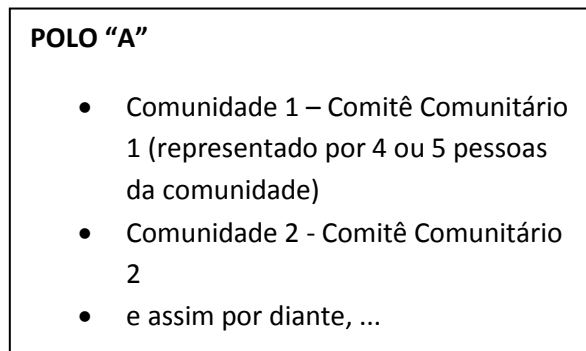 POLO “A”
• Comunidade 1 – Comitê Comunitário
1 (representado por 4 ou 5 pessoas
da comunidade)
• Comunidade 2 - Comitê Comunitário
2
• e assim por diante, ...